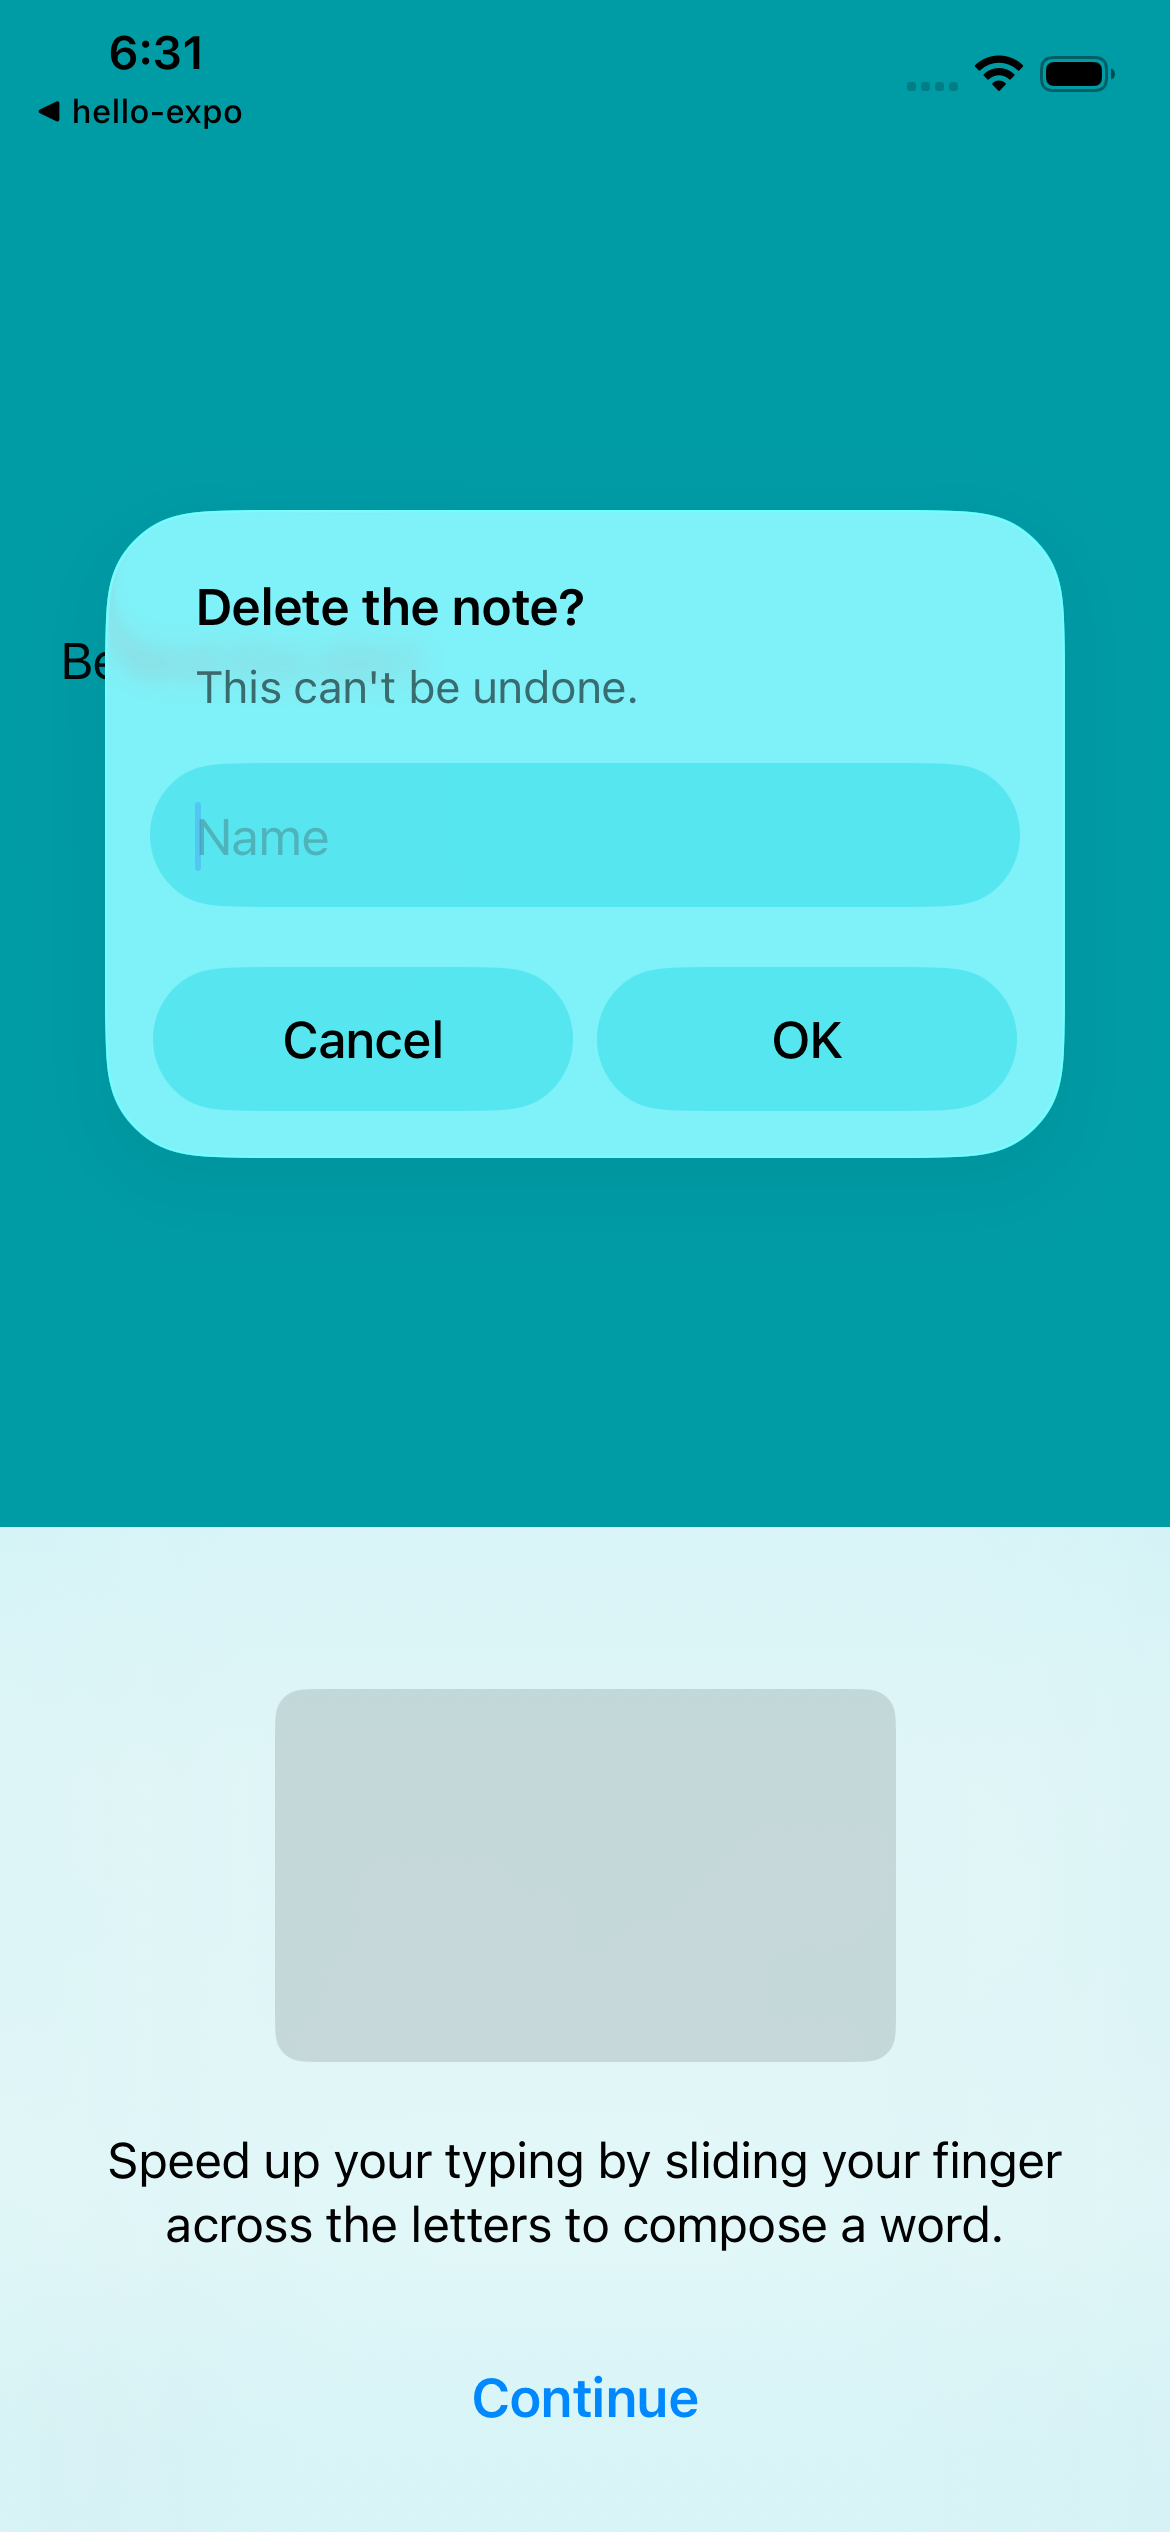 6:31
◀ hello-expo
Delete the note?
This can't be undone.
Name
Cancel
OK
Speed up your typing by sliding your finger
across the letters to compose a word.
Continue